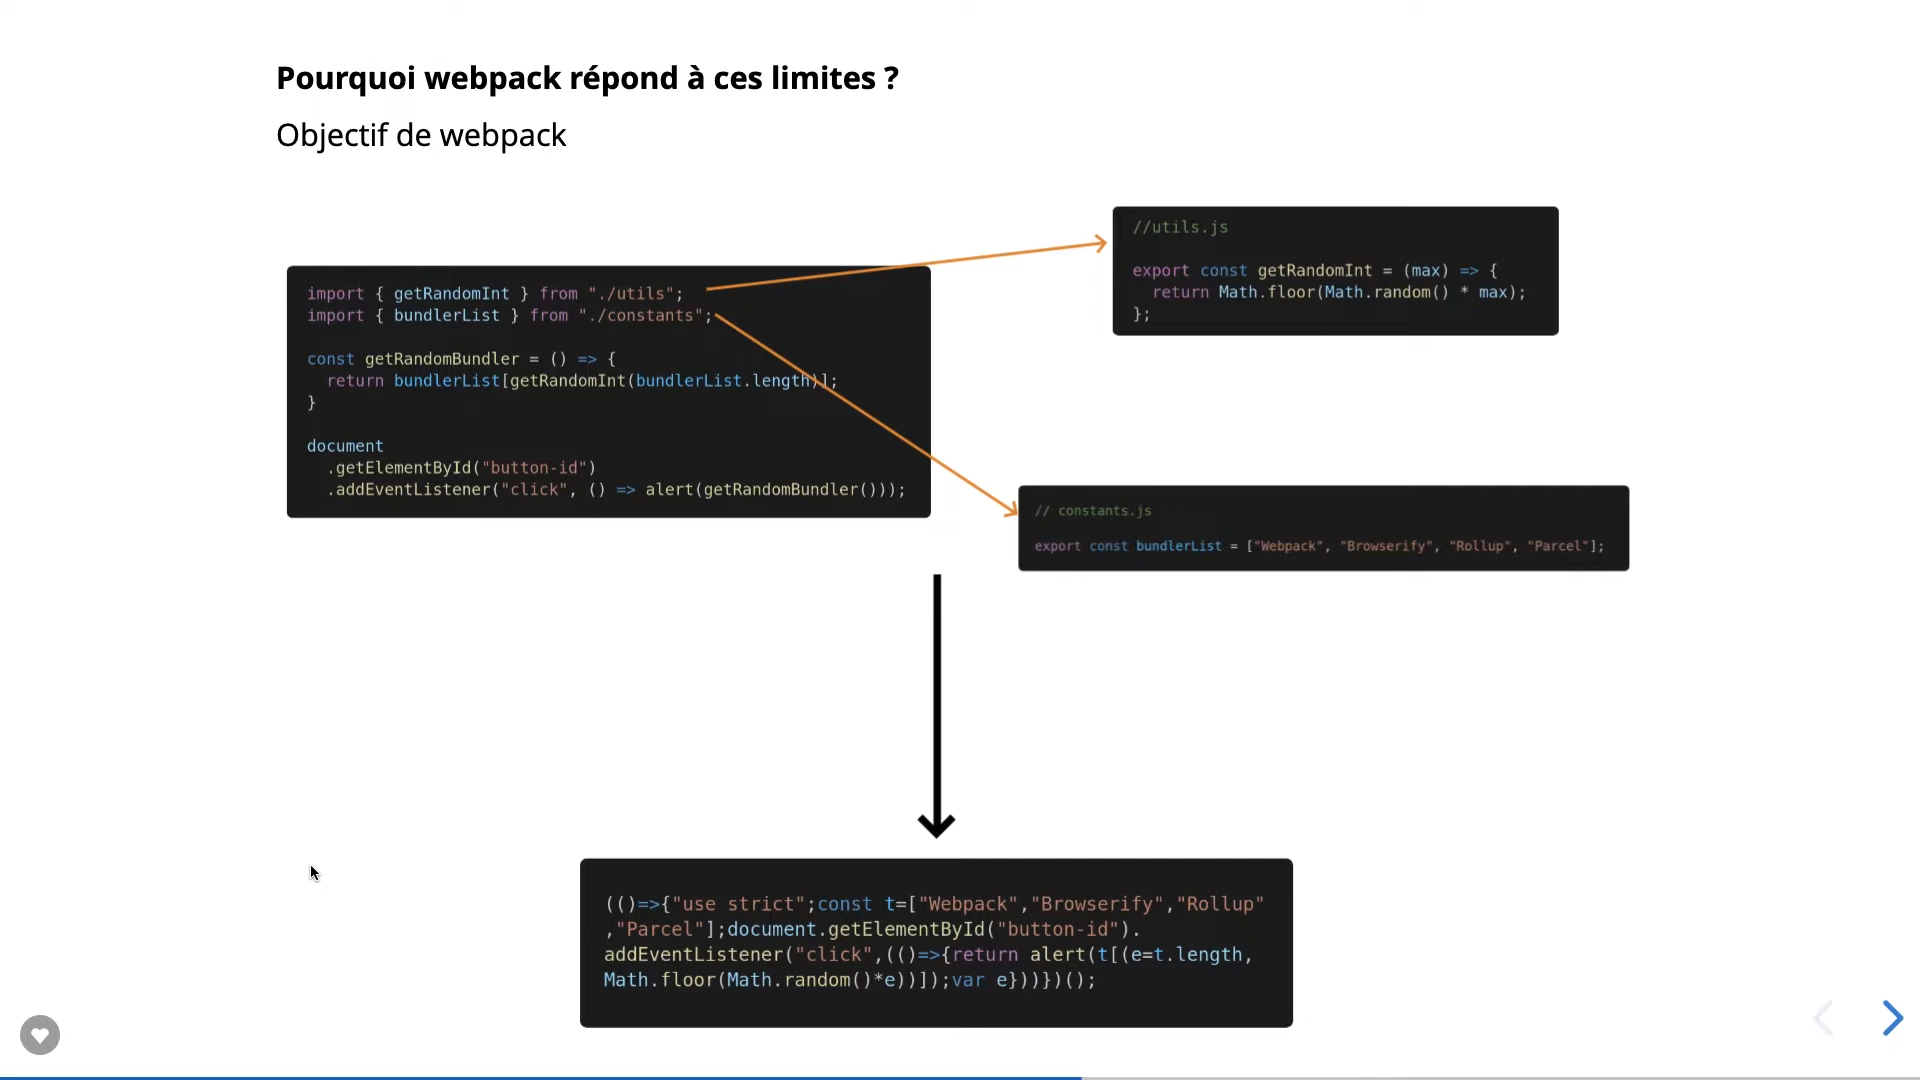 Pourquoi webpack répond à ces limites ?
Objectif de webpack
import { getRandomInt } from "./utils";
import { bundlerList } from "./constants";
const getRandomBundler = () => {
return bundlerList[getRandomInt(bundlerList.length)];
}
document
.getElementById("button-id")
.addEventListener("click", () => alert(getRandomBundler()));
//utils.js
export const getRandomInt = (max) => {
return Math.floor(Math.random() * max);
};
// constants.js
export const bundlerList = ["Webpack", "Browserify", "Rollup", "Parcel"];
(()=>{"use strict";const t=["Webpack","Browserify","Rollup"
,"Parcel"];document.getElementById("button-id").
addEventListener("click",(()=>{return alert(t[(e=t.length,
Math.floor(Math.random()*e))]);var e}))})();